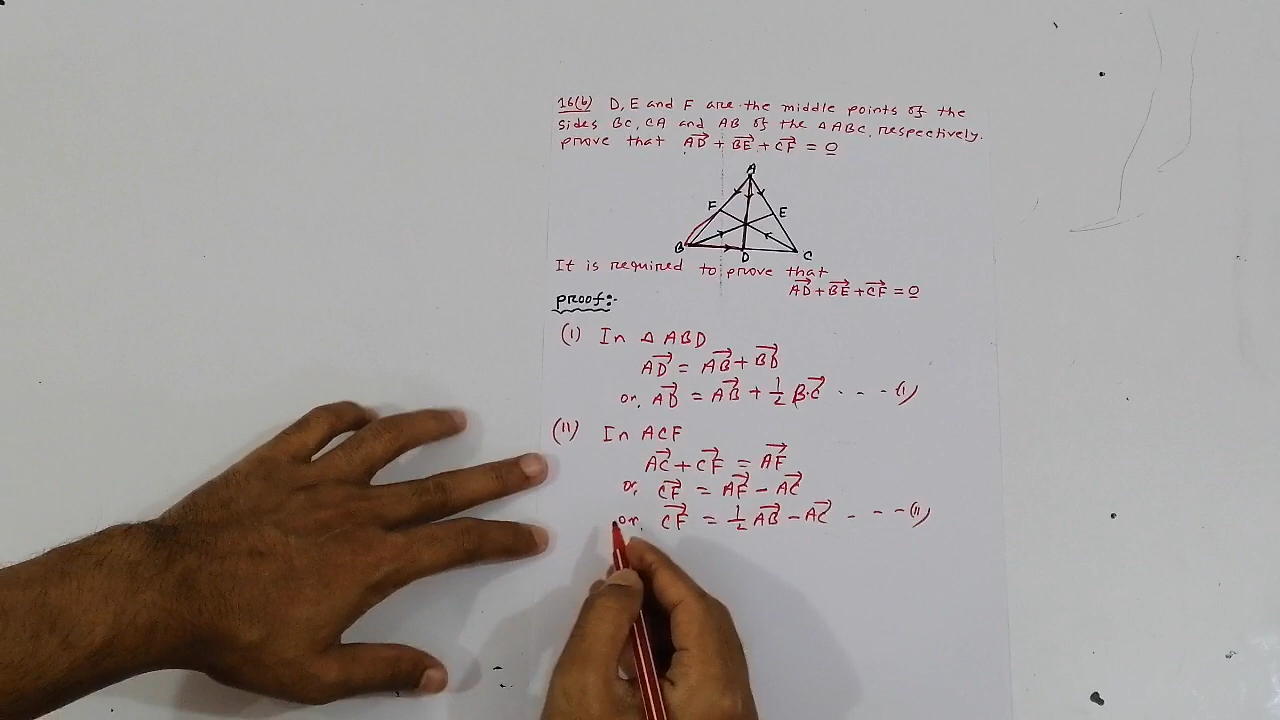 16(b) D, E and F are the middle points of the
sides BC, CA and AB of the △ABC, respectively.
prove that AD⃗ + BE⃗ + CF⃗ = 0
A
F
E
B
D
C
It is required to prove that
AD⃗ + BE⃗ + CF⃗ = 0
proof:-
(I) In △ ABD
AD⃗ = AB⃗ + BD⃗
or, AD⃗ = AB⃗ + 1/2 BC⃗ - - - (I)
(II) In ACF
AC⃗ + CF⃗ = AF⃗
or, CF⃗ = AF⃗ - AC⃗
or, CF⃗ = 1/2 AB⃗ - AC⃗ - - - - (II)